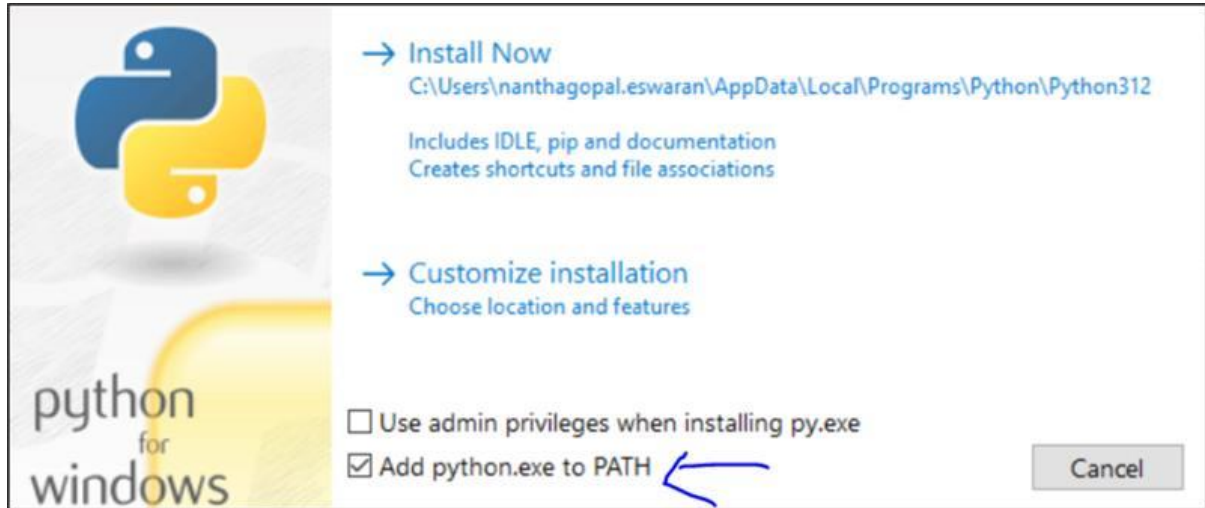 Install Now
C:\Users\nanthagopal.eswaran\AppData\Local\Programs\Python\Python312
Includes IDLE, pip and documentation
Creates shortcuts and file associations
Customize installation
Choose location and features
Use admin privileges when installing py.exe
Add python.exe to PATH
Cancel
python
for
windows